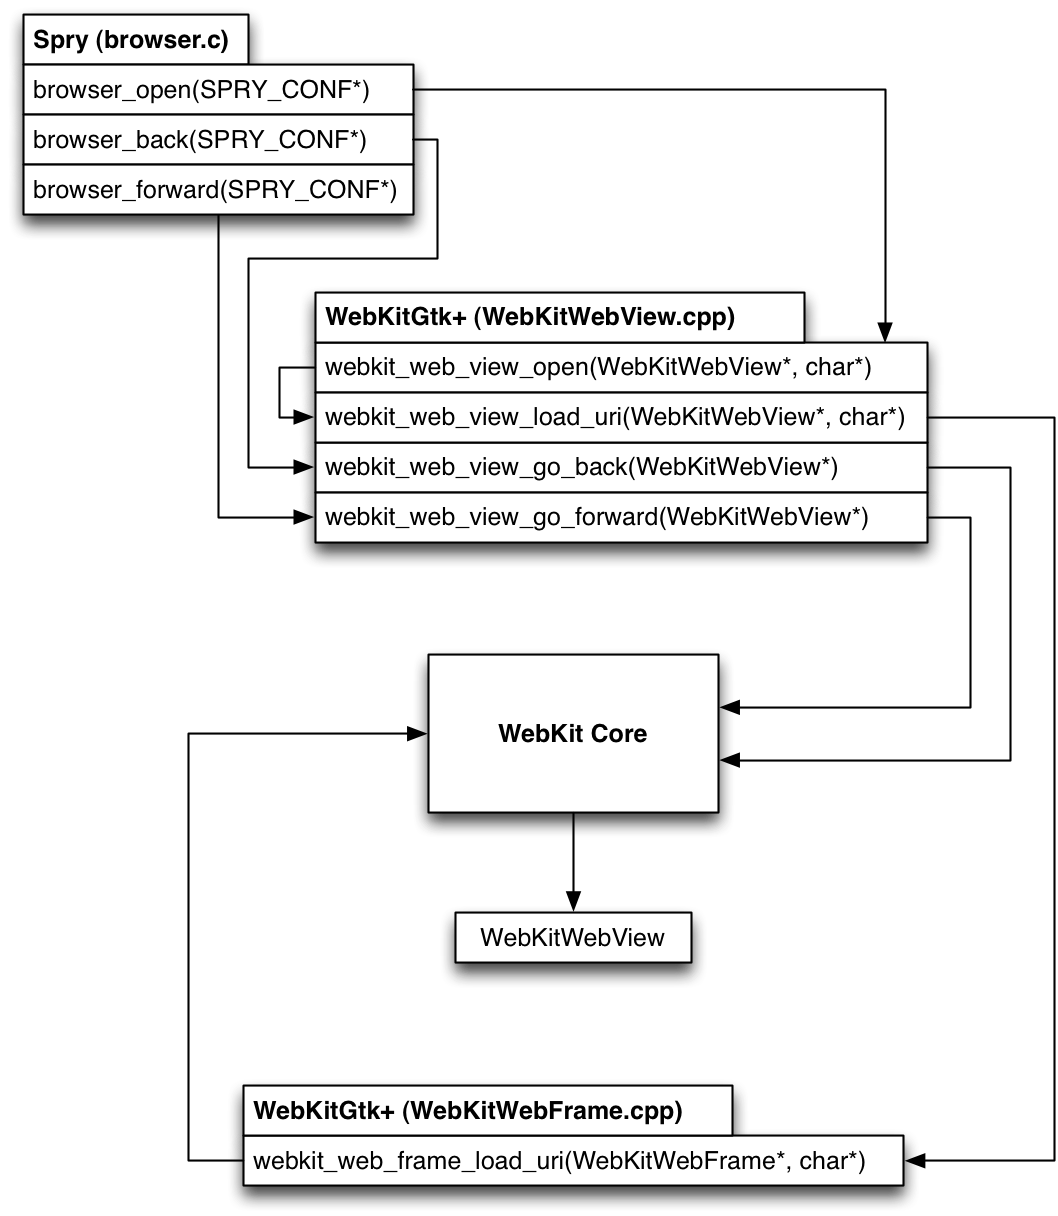 Spry (browser.c)
browser_open(SPRY_CONF*)
browser_back(SPRY_CONF*)
browser_forward(SPRY_CONF*)
WebKitGtk+ (WebKitWebView.cpp)
webkit_web_view_open(WebKitWebView*, char*)
webkit_web_view_load_uri(WebKitWebView*, char*)
webkit_web_view_go_back(WebKitWebView*)
webkit_web_view_go_forward(WebKitWebView*)
WebKit Core
WebKitWebView
WebKitGtk+ (WebKitWebFrame.cpp)
webkit_web_frame_load_uri(WebKitWebFrame*, char*)